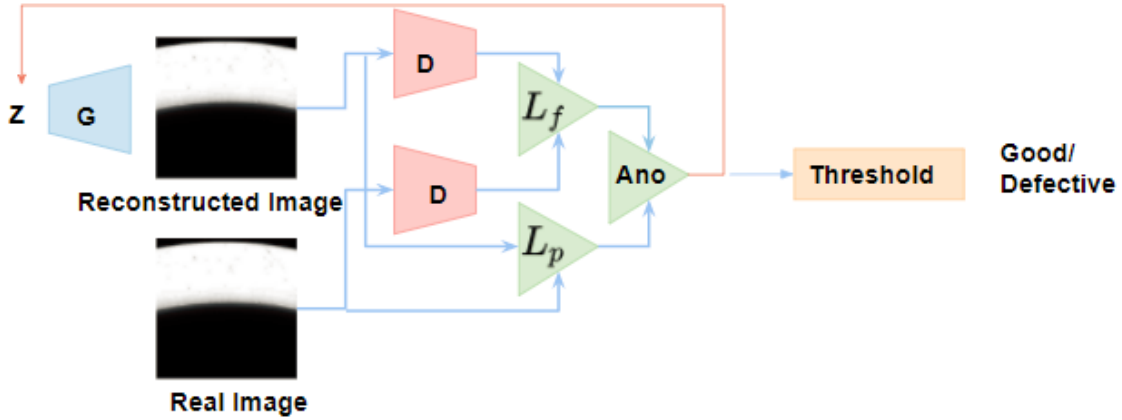 Z
G
D
L_f
Reconstructed Image
D
Ano
Threshold
Good/
Defective
L_p
Real Image